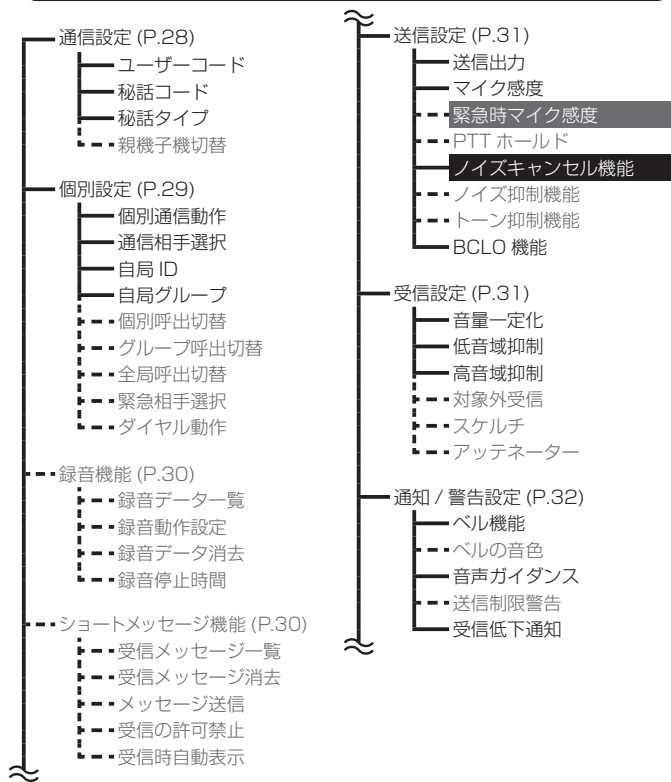 通信設定 (P.28)
ユーザーコード
秘話コード
秘話タイプ
親機子機切替
個別設定 (P.29)
個別通信動作
通信相手選択
自局 ID
自局グループ
個別呼出切替
グループ呼出切替
全局呼出切替
緊急相手選択
ダイヤル動作
録音機能 (P.30)
録音データ一覧
録音動作設定
録音データ消去
録音停止時間
ショートメッセージ機能 (P.30)
受信メッセージ一覧
受信メッセージ消去
メッセージ送信
受信の許可禁止
受信時自動表示
送信設定 (P.31)
送信出力
マイク感度
緊急時マイク感度
PTT ホールド
ノイズキャンセル機能
ノイズ抑制機能
トーン抑制機能
BCLO 機能
受信設定 (P.31)
音量一定化
低音域抑制
高音域抑制
対象外受信
スケルチ
アッテネーター
通知 / 警告設定 (P.32)
ベル機能
ベルの音色
音声ガイダンス
送信制限警告
受信低下通知